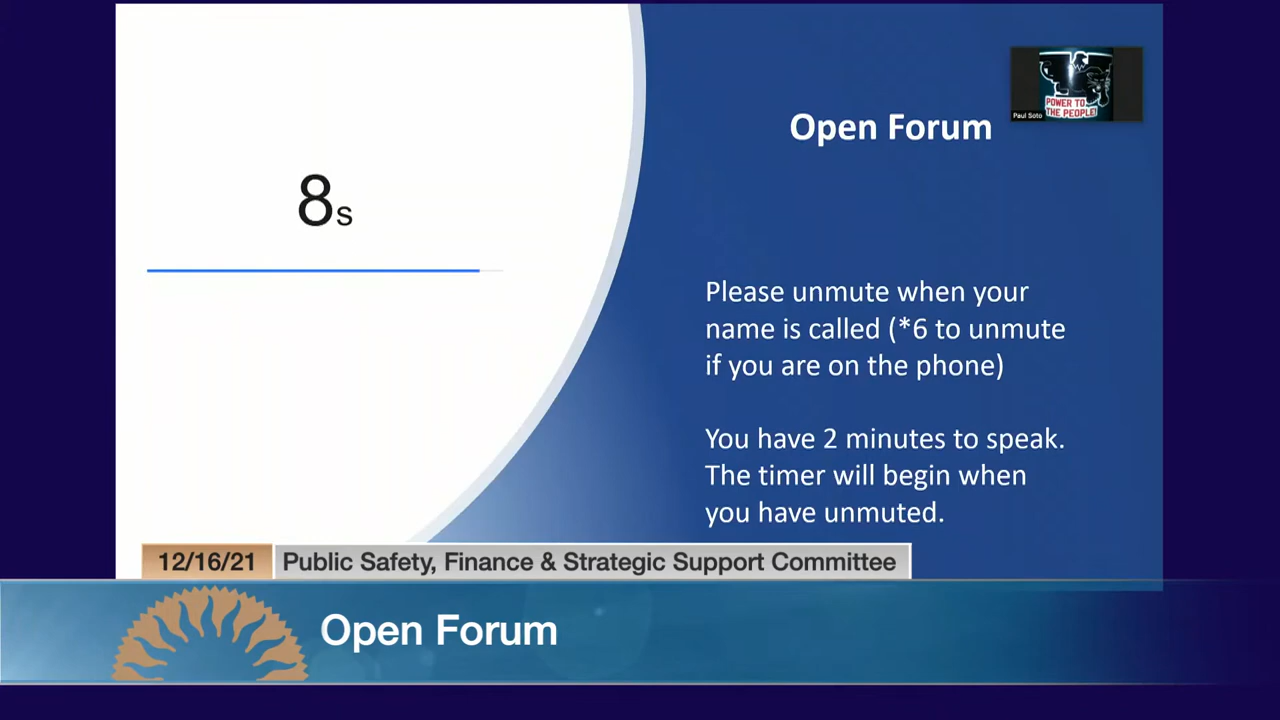 8s
Open Forum
POWER TO
THE PEOPLE!
Paul Soto
Please unmute when your
name is called (*6 to unmute
if you are on the phone)
You have 2 minutes to speak.
The timer will begin when
you have unmuted.
12/16/21 Public Safety, Finance & Strategic Support Committee
Open Forum